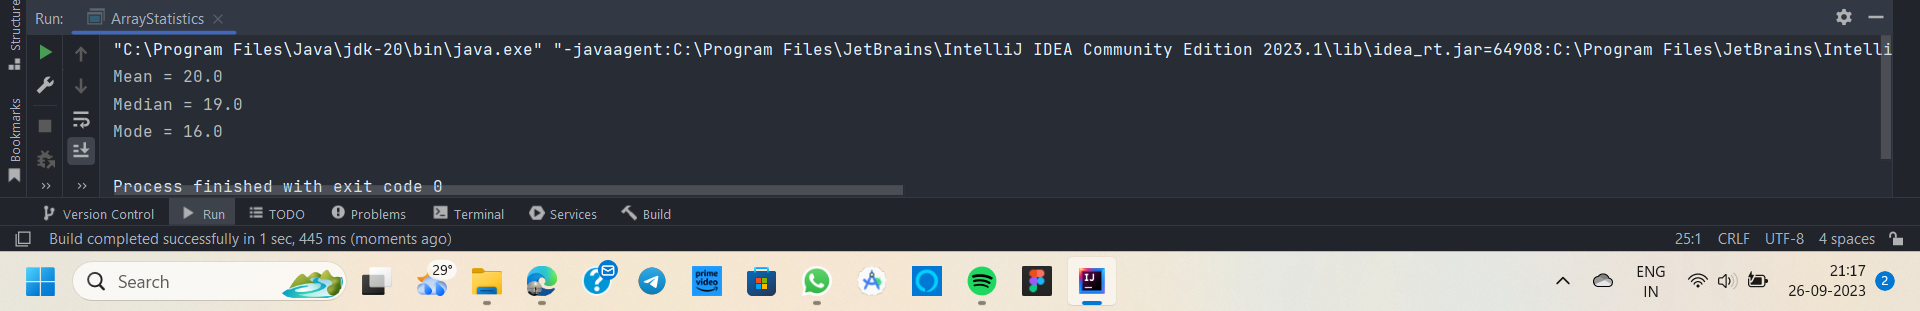 Structure
Bookmarks
Run: ArrayStatistics
"C:\Program Files\Java\jdk-20\bin\java.exe" "-javaagent:C:\Program Files\JetBrains\IntelliJ IDEA Community Edition 2023.1\lib\idea_rt.jar=64908:C:\Program Files\JetBrains\Intelli
Mean = 20.0
Median = 19.0
Mode = 16.0
Process finished with exit code 0
Version Control Run TODO Problems Terminal Services Build
Build completed successfully in 1 sec, 445 ms (moments ago) 25:1 CRLF UTF-8 4 spaces
Search 29° prime video IJ ENG IN 21:17 26-09-2023 2